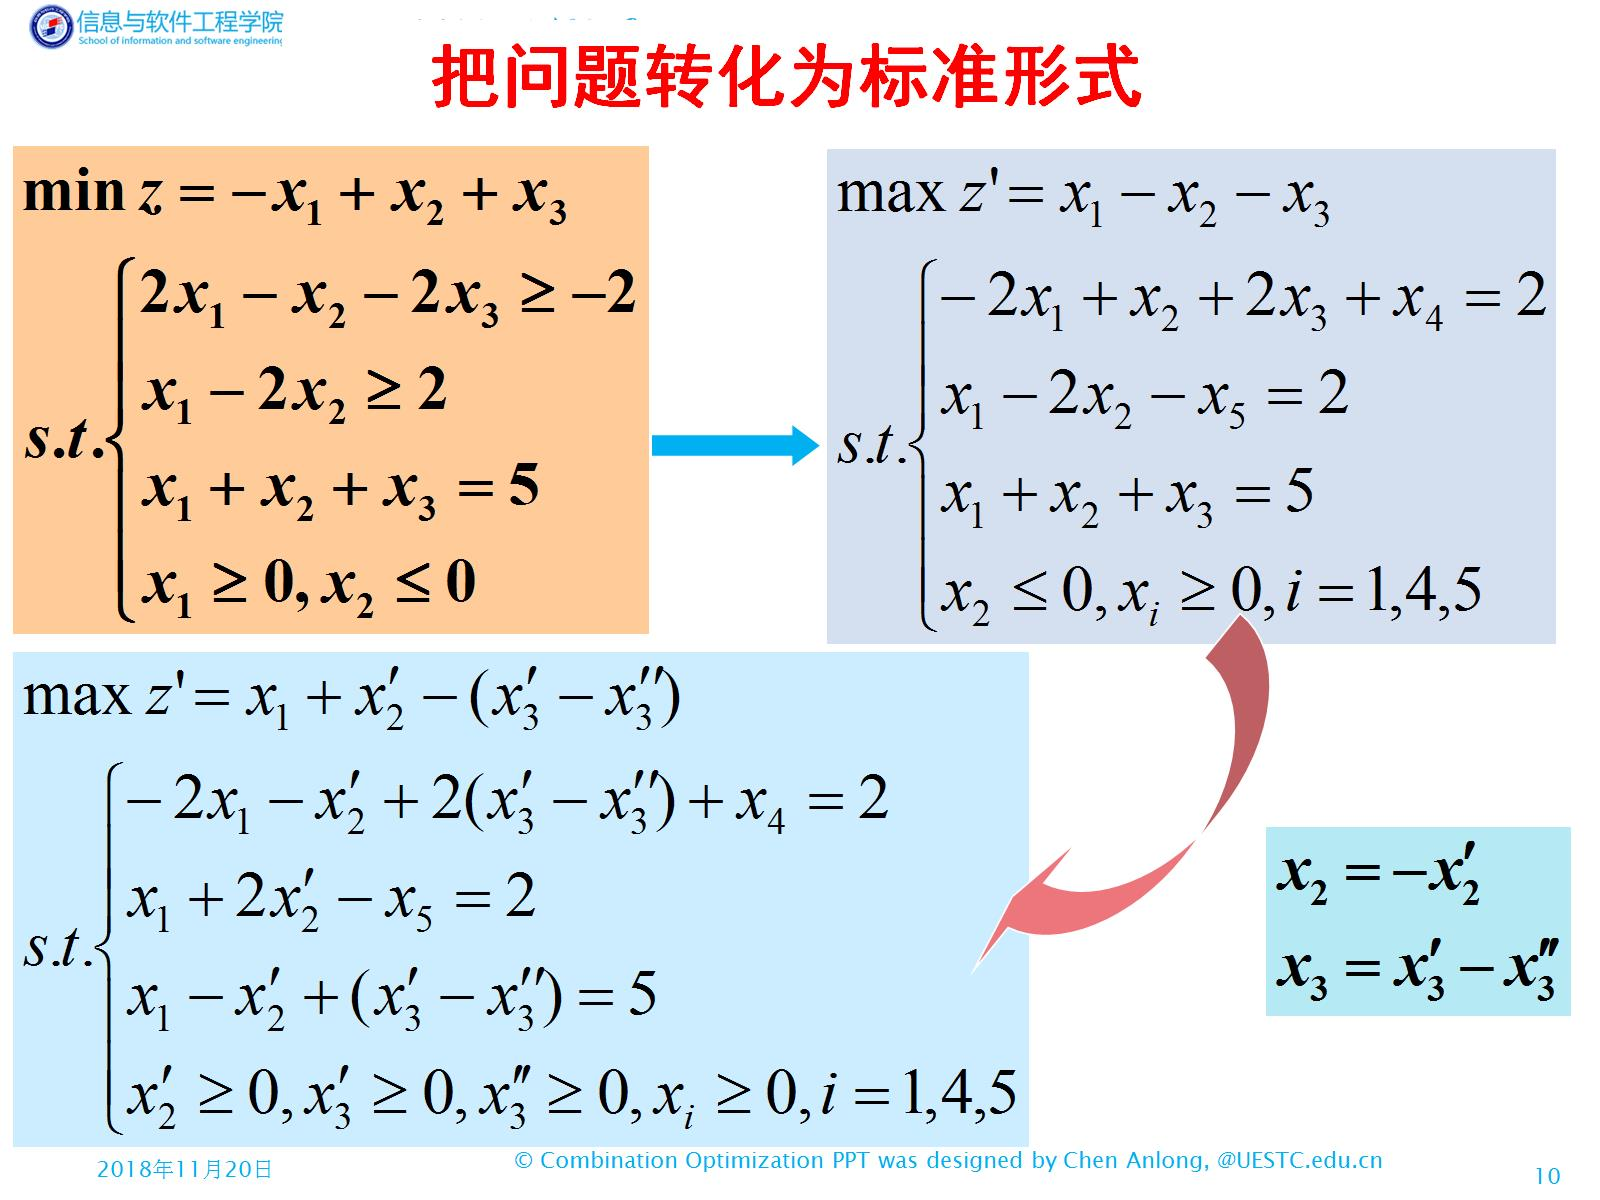 信息与软件工程学院
School of information and software engineering
把问题转化为标准形式
min z = −x₁ + x₂ + x₃
2x₁ − x₂ − 2x₃ ≥ −2
x₁ − 2x₂ ≥ 2
s.t.
x₁ + x₂ + x₃ = 5
x₁ ≥ 0, x₂ ≤ 0
max z' = x₁ − x₂ − x₃
−2x₁ + x₂ + 2x₃ + x₄ = 2
x₁ − 2x₂ − x₅ = 2
s.t.
x₁ + x₂ + x₃ = 5
x₂ ≤ 0, xᵢ ≥ 0, i = 1,4,5
max z' = x₁ + x₂′ − (x₃′ − x₃″)
−2x₁ − x₂′ + 2(x₃′ − x₃″) + x₄ = 2
x₁ + 2x₂′ − x₅ = 2
s.t.
x₁ − x₂′ + (x₃′ − x₃″) = 5
x₂′ ≥ 0, x₃′ ≥ 0, x₃″ ≥ 0, xᵢ ≥ 0, i = 1,4,5
x₂ = −x₂′
x₃ = x₃′ − x₃″
2018年11月20日
© Combination Optimization PPT was designed by Chen Anlong, @UESTC.edu.cn
10